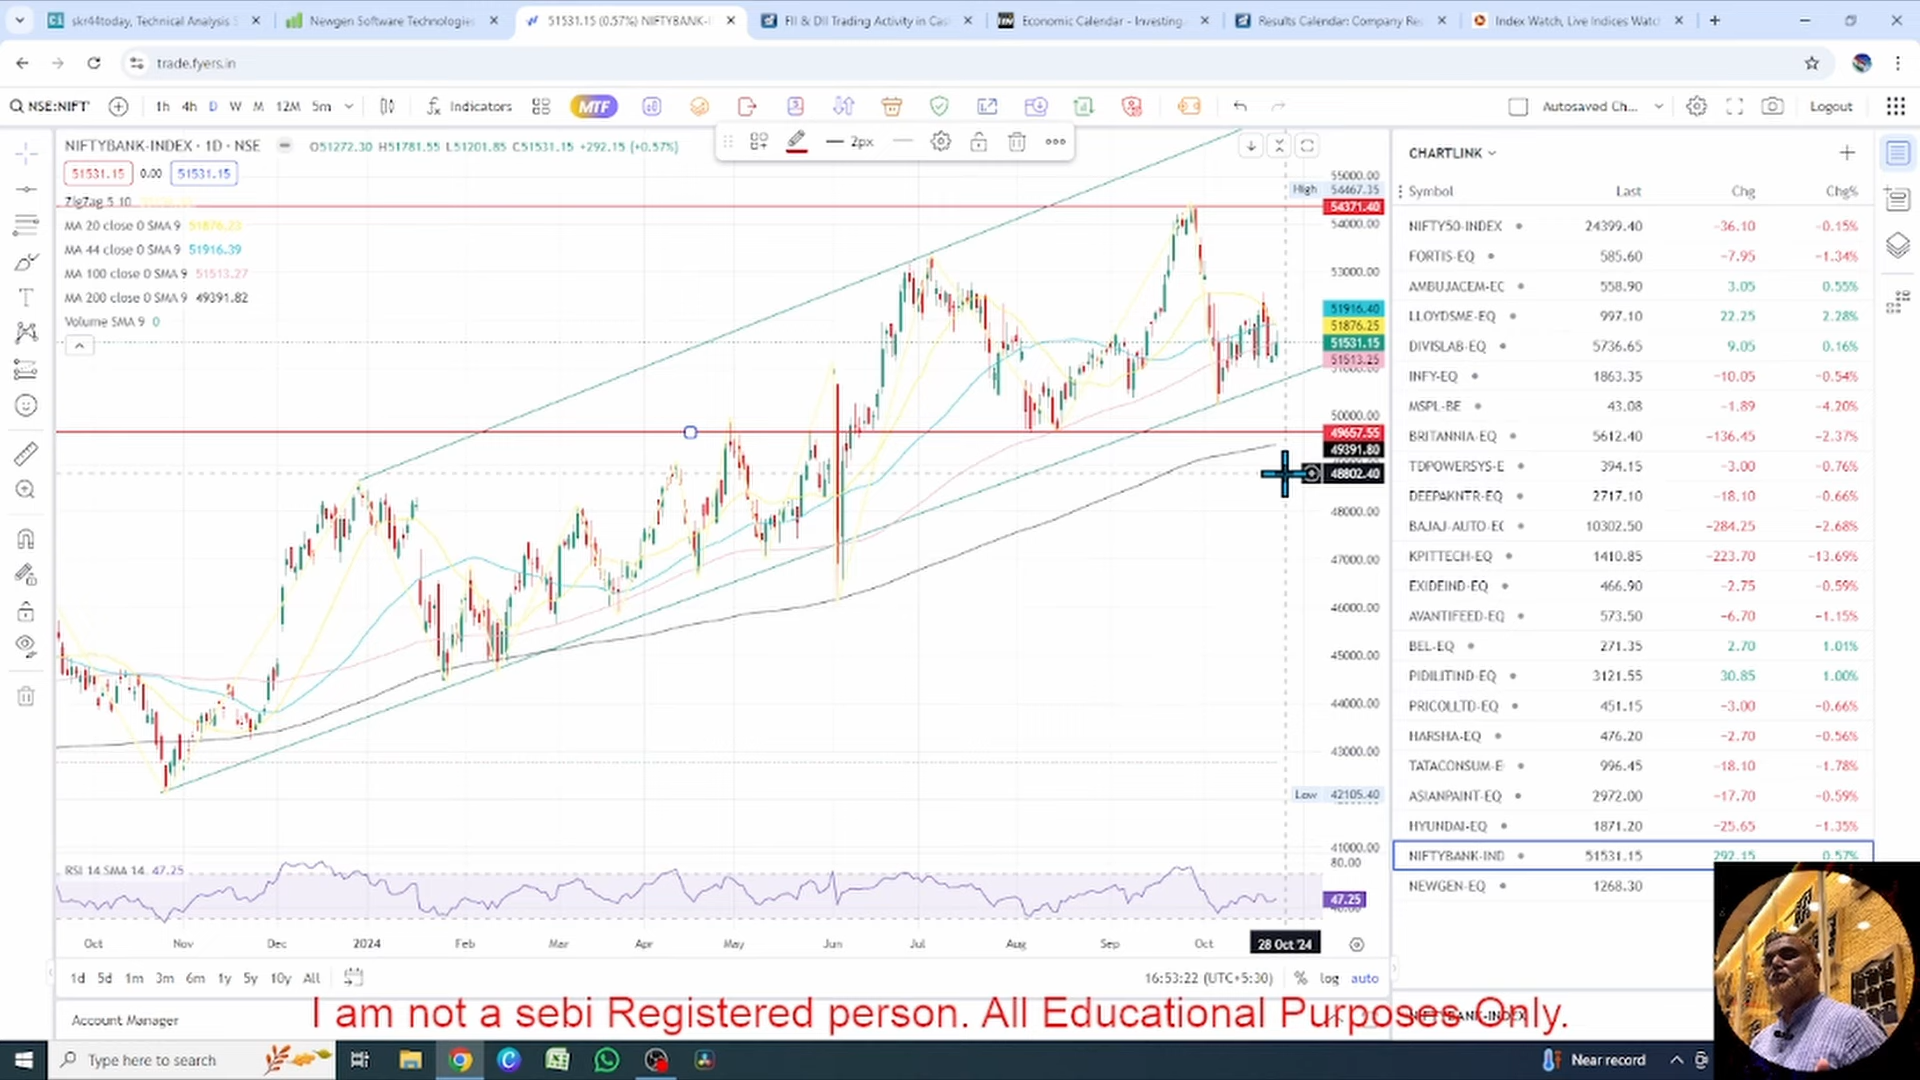 skr44today, Technical Analysis S
Newgen Software Technologies
51531.15 (0.57%) NIFTYBANK-I
FII & DII Trading Activity in Cas
Economic Calendar - Investing
Results Calendar: Company Re
Index Watch, Live Indices Watc
trade.fyers.in
NSE:NIFT
1h 4h D W M 12M 5m
Indicators
MTF
Autosaved Ch...
Logout
NIFTYBANK-INDEX · 1D · NSE
O51272.30 H51781.55 L51201.85 C51531.15 +292.15 (+0.57%)
2px
51531.15 0.00 51531.15
ZigZag 5 10
MA 20 close 0 SMA 9 51876.23
MA 44 close 0 SMA 9 51916.39
MA 100 close 0 SMA 9 51513.27
MA 200 close 0 SMA 9 49391.82
Volume SMA 9 0
55000.00
High 54467.35
54371.40
54000.00
53000.00
51916.40
51876.25
51531.15
51513.25
51000.00
50000.00
49657.55
49391.80
48802.40
48000.00
47000.00
46000.00
45000.00
44000.00
43000.00
Low 42105.40
41000.00
RSI 14 SMA 14 47.25
80.00
47.25
Oct Nov Dec 2024 Feb Mar Apr May Jun Jul Aug Sep Oct 28 Oct '24
1d 5d 1m 3m 6m 1y 5y 10y All
16:53:22 (UTC+5:30) % log auto
Account Manager
CHARTLINK
Symbol Last Chg Chg%
NIFTY50-INDEX 24399.40 −36.10 −0.15%
FORTIS-EQ 585.60 −7.95 −1.34%
AMBUJACEM-EC 558.90 3.05 0.55%
LLOYDSME-EQ 997.10 22.25 2.28%
DIVISLAB-EQ 5736.65 9.05 0.16%
INFY-EQ 1863.35 −10.05 −0.54%
MSPL-BE 43.08 −1.89 −4.20%
BRITANNIA-EQ 5612.40 −136.45 −2.37%
TDPOWERSYS-E 394.15 −3.00 −0.76%
DEEPAKNTR-EQ 2717.10 −18.10 −0.66%
BAJAJ-AUTO-EC 10302.50 −284.25 −2.68%
KPITTECH-EQ 1410.85 −223.70 −13.69%
EXIDEIND-EQ 466.90 −2.75 −0.59%
AVANTIFEED-EQ 573.50 −6.70 −1.15%
BEL-EQ 271.35 2.70 1.01%
PIDILITIND-EQ 3121.55 30.85 1.00%
PRICOLLTD-EQ 451.15 −3.00 −0.66%
HARSHA-EQ 476.20 −2.70 −0.56%
TATACONSUM-E 996.45 −18.10 −1.78%
ASIANPAINT-EQ 2972.00 −17.70 −0.59%
HYUNDAI-EQ 1871.20 −25.65 −1.35%
NIFTYBANK-IND 51531.15 292.15 0.57%
NEWGEN-EQ 1268.30
NIFTYBANK-INDEX
I am not a sebi Registered person. All Educational Purposes Only.
Type here to search
Near record